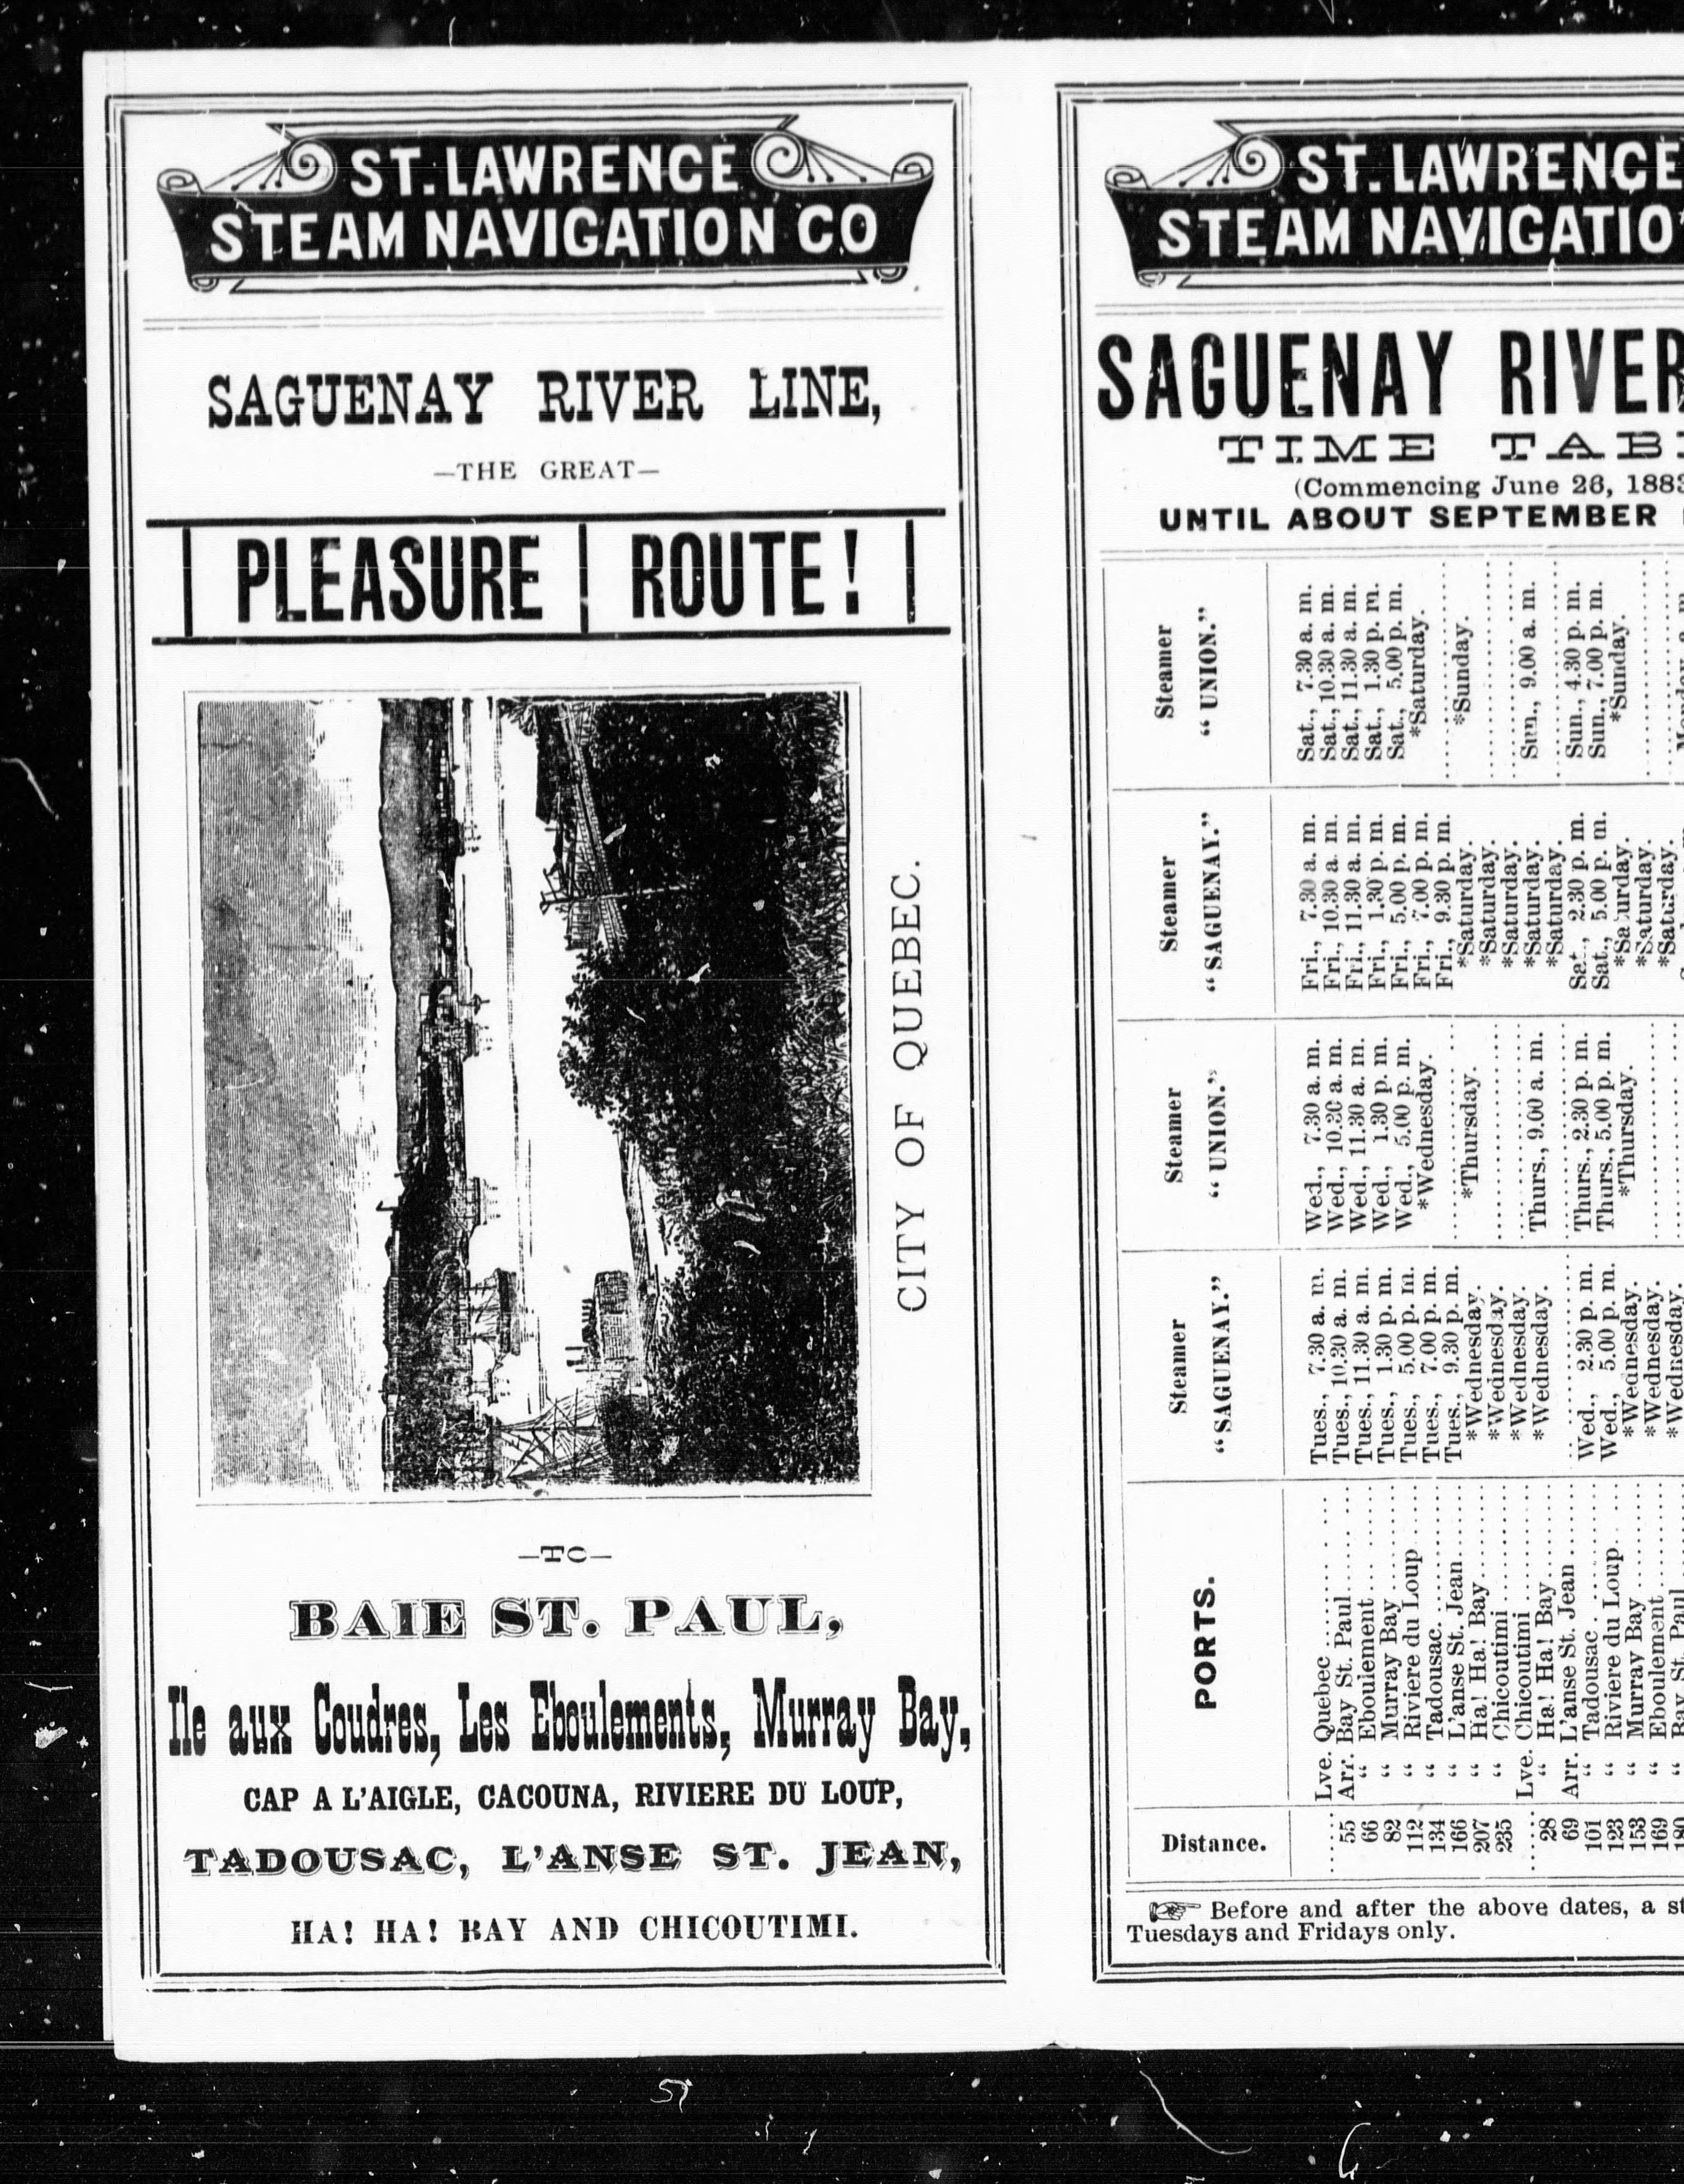 ST. LAWRENCE
STEAM NAVIGATION CO
SAGUENAY RIVER LINE,
—THE GREAT—
PLEASURE ROUTE!
CITY OF QUEBEC.
—TO—
BAIE ST. PAUL,
Ile aux Coudres, Les Eboulements, Murray Bay,
CAP A L'AIGLE, CACOUNA, RIVIERE DU LOUP,
TADOUSAC, L'ANSE ST. JEAN,
HA! HA! BAY AND CHICOUTIMI.
ST. LAWRENCE
STEAM NAVIGATIO
SAGUENAY RIVER
TIME TAB
(Commencing June 26, 1883
UNTIL ABOUT SEPTEMBER
Distance. PORTS. Steamer "SAGUENAY." Steamer "UNION." Steamer "SAGUENAY." Steamer "UNION."
...... Lve. Quebec Tues., 7.30 a. m. Wed., 7.30 a. m. Fri., 7.30 a. m. Sat., 7.30 a. m.
55 Arr. Bay St. Paul Tues., 10.30 a. m. Wed., 10.30 a. m. Fri., 10.30 a. m. Sat., 10.30 a. m.
66 " Eboulement Tues., 11.30 a. m. Wed., 11.30 a. m. Fri., 11.30 a. m. Sat., 11.30 a. m.
82 " Murray Bay Tues., 1.30 p. m. Wed., 1.30 p. m. Fri., 1.30 p. m. Sat., 1.30 p. m.
112 " Riviere du Loup Tues., 5.00 p. m. Wed., 5.00 p. m. Fri., 5.00 p. m. Sat., 5.00 p. m.
134 " Tadousac Tues., 7.00 p. m. *Wednesday. Fri., 7.00 p. m. *Saturday.
166 " L'anse St. Jean Tues., 9.30 p. m. ...... Fri., 9.30 p. m. ......
207 " Ha! Ha! Bay *Wednesday. *Thursday. *Saturday. *Sunday.
235 " Chicoutimi *Wednesday. ...... *Saturday. ......
...... Lve. Chicoutimi *Wednesday. ...... *Saturday. ......
28 " Ha! Ha! Bay *Wednesday. Thurs., 9.00 a. m. *Saturday. Sun., 9.00 a. m.
69 Arr. L'anse St. Jean ...... ...... *Saturday. ......
101 " Tadousac Wed., 2.30 p. m. Thurs., 2.30 p. m. Sat., 2.30 p. m. Sun., 4.30 p. m.
123 " Riviere du Loup Wed., 5.00 p. m. Thurs., 5.00 p. m. Sat., 5.00 p. m. Sun., 7.00 p. m.
153 " Murray Bay *Wednesday. *Thursday. *Saturday. *Sunday.
169 " Eboulement *Wednesday. ...... *Saturday. ......
" Bay St. Paul *Wednesday. ...... *Saturday. ......
☞ Before and after the above dates, a st
Tuesdays and Fridays only.